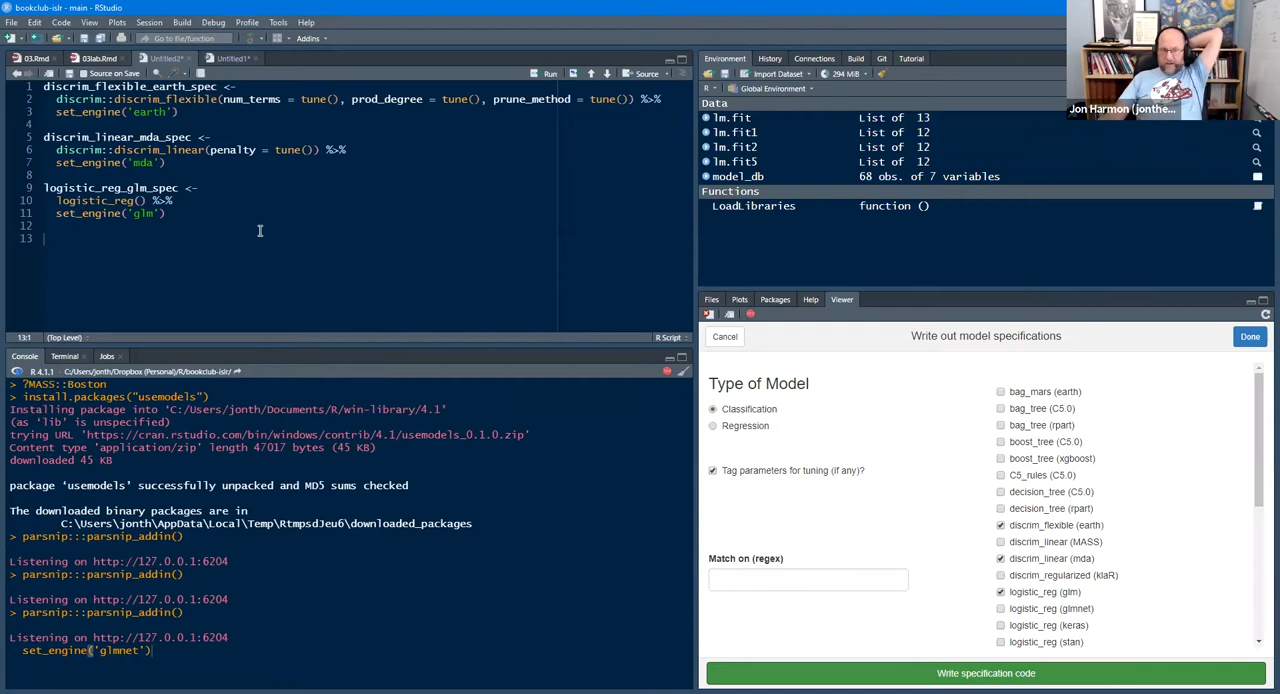 bookclub-islr - main - RStudio
File Edit Code View Plots Session Build Debug Profile Tools Help
Go to file/function Addins
03.Rmd 03lab.Rmd Untitled2* Untitled1*
Source on Save Run Source
1 discrim_flexible_earth_spec <-
2 discrim::discrim_flexible(num_terms = tune(), prod_degree = tune(), prune_method = tune()) %>%
3 set_engine('earth')
4
5 discrim_linear_mda_spec <-
6 discrim::discrim_linear(penalty = tune()) %>%
7 set_engine('mda')
8
9 logistic_reg_glm_spec <-
10 logistic_reg() %>%
11 set_engine('glm')
12
13
13:1 (Top Level) R Script
Console Terminal Jobs
R 4.1.1 · C:/Users/jonth/Dropbox (Personal)/R/bookclub-islr/
> ?MASS::Boston
> install.packages("usemodels")
Installing package into ‘C:/Users/jonth/Documents/R/win-library/4.1’
(as ‘lib’ is unspecified)
trying URL 'https://cran.rstudio.com/bin/windows/contrib/4.1/usemodels_0.1.0.zip'
Content type 'application/zip' length 47017 bytes (45 KB)
downloaded 45 KB
package ‘usemodels’ successfully unpacked and MD5 sums checked
The downloaded binary packages are in
C:\Users\jonth\AppData\Local\Temp\RtmpsdJeu6\downloaded_packages
> parsnip:::parsnip_addin()
Listening on http://127.0.0.1:6204
> parsnip:::parsnip_addin()
Listening on http://127.0.0.1:6204
> parsnip:::parsnip_addin()
Listening on http://127.0.0.1:6204
set_engine('glmnet')
Jon Harmon (jonthe...
Environment History Connections Build Git Tutorial
Import Dataset 294 MiB
R Global Environment
Data
lm.fit List of 13
lm.fit1 List of 12
lm.fit2 List of 12
lm.fit5 List of 12
model_db 68 obs. of 7 variables
Functions
LoadLibraries function ()
Files Plots Packages Help Viewer
Cancel Write out model specifications Done
Type of Model
Classification
Regression
Tag parameters for tuning (if any)?
Match on (regex)
bag_mars (earth)
bag_tree (C5.0)
bag_tree (rpart)
boost_tree (C5.0)
boost_tree (xgboost)
C5_rules (C5.0)
decision_tree (C5.0)
decision_tree (rpart)
discrim_flexible (earth)
discrim_linear (MASS)
discrim_linear (mda)
discrim_regularized (klaR)
logistic_reg (glm)
logistic_reg (glmnet)
logistic_reg (keras)
logistic_reg (stan)
Write specification code